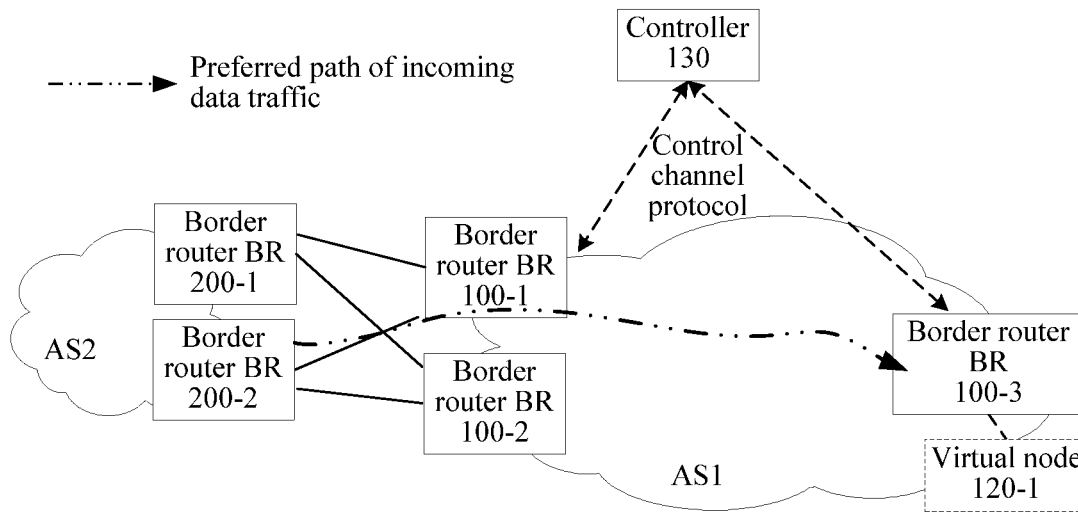 Controller
130
Preferred path of incoming
data traffic
Control
channel
protocol
Border
router BR
200-1
Border
router BR
100-1
AS2
Border
router BR
200-2
Border
router BR
100-2
Border router
BR
100-3
AS1
Virtual node
120-1